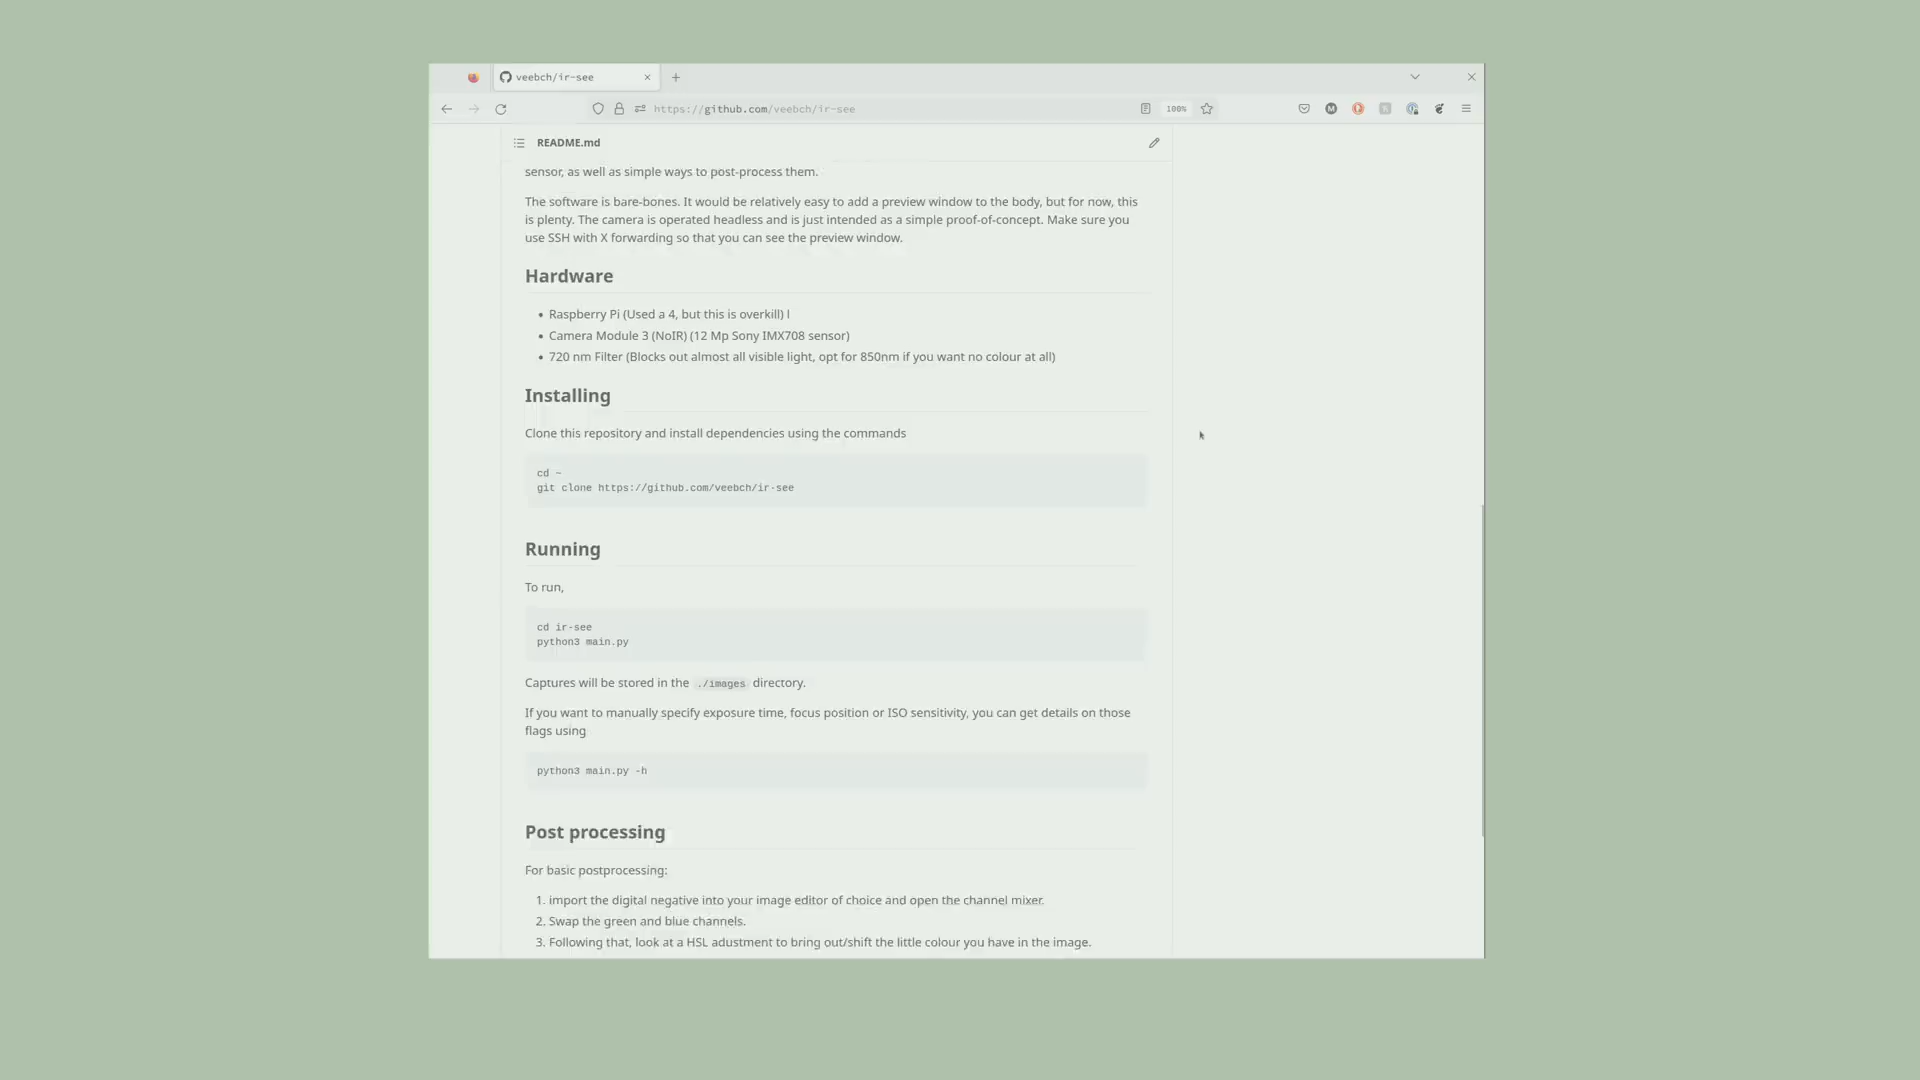 veebch/ir-see
https://github.com/veebch/ir-see
100%
README.md
sensor, as well as simple ways to post-process them.
The software is bare-bones. It would be relatively easy to add a preview window to the body, but for now, this
is plenty. The camera is operated headless and is just intended as a simple proof-of-concept. Make sure you
use SSH with X forwarding so that you can see the preview window.
Hardware
• Raspberry Pi (Used a 4, but this is overkill) l
• Camera Module 3 (NoIR) (12 Mp Sony IMX708 sensor)
• 720 nm Filter (Blocks out almost all visible light, opt for 850nm if you want no colour at all)
Installing
Clone this repository and install dependencies using the commands
cd ~
git clone https://github.com/veebch/ir-see
Running
To run,
cd ir-see
python3 main.py
Captures will be stored in the ./images directory.
If you want to manually specify exposure time, focus position or ISO sensitivity, you can get details on those
flags using
python3 main.py -h
Post processing
For basic postprocessing:
1. import the digital negative into your image editor of choice and open the channel mixer.
2. Swap the green and blue channels.
3. Following that, look at a HSL adustment to bring out/shift the little colour you have in the image.